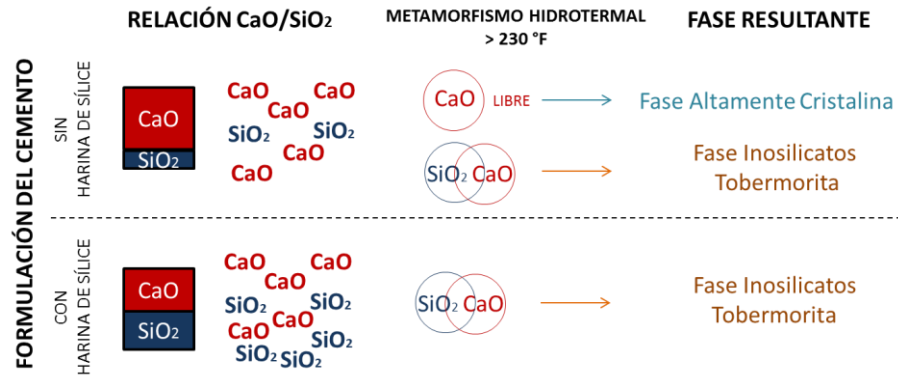 RELACIÓN CaO/SiO₂
METAMORFISMO HIDROTERMAL
> 230 °F
FASE RESULTANTE
FORMULACIÓN DEL CEMENTO
SIN
HARINA DE SÍLICE
CaO
SiO₂
CaO CaO
CaO
SiO₂ SiO₂
CaO
CaO
CaO LIBRE
Fase Altamente Cristalina
SiO₂ CaO
Fase Inosilicatos
Tobermorita
CON
HARINA DE SÍLICE
CaO
SiO₂
CaO CaO
CaO
SiO₂ SiO₂
CaO CaO
SiO₂ SiO₂
SiO₂
SiO₂ CaO
Fase Inosilicatos
Tobermorita